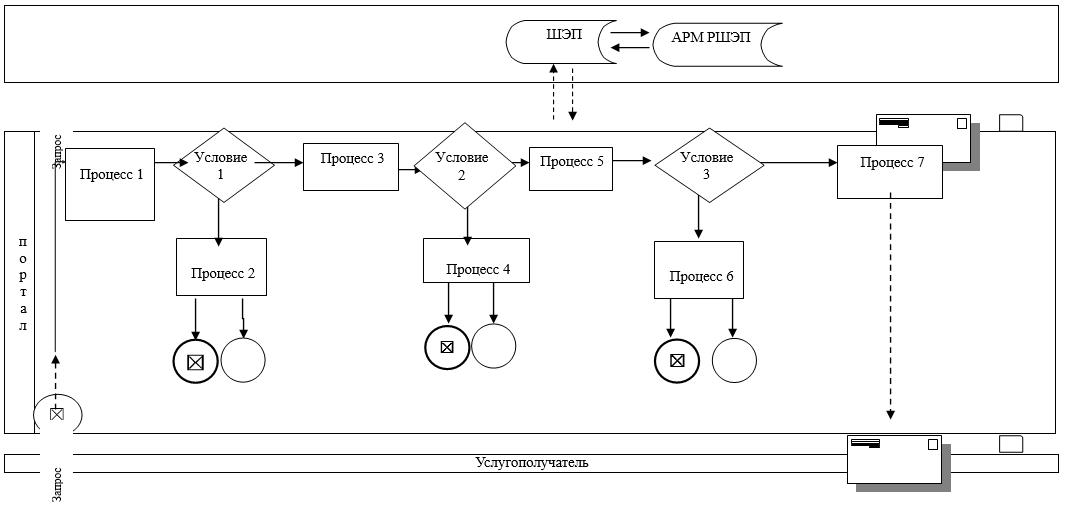 ШЭП
АРМ РШЭП
Запрос
Процесс 1
Условие
1
Процесс 3
Условие
2
Процесс 5
Условие
3
Процесс 7
портал
Процесс 2
Процесс 4
Процесс 6
Запрос
Услугополучатель